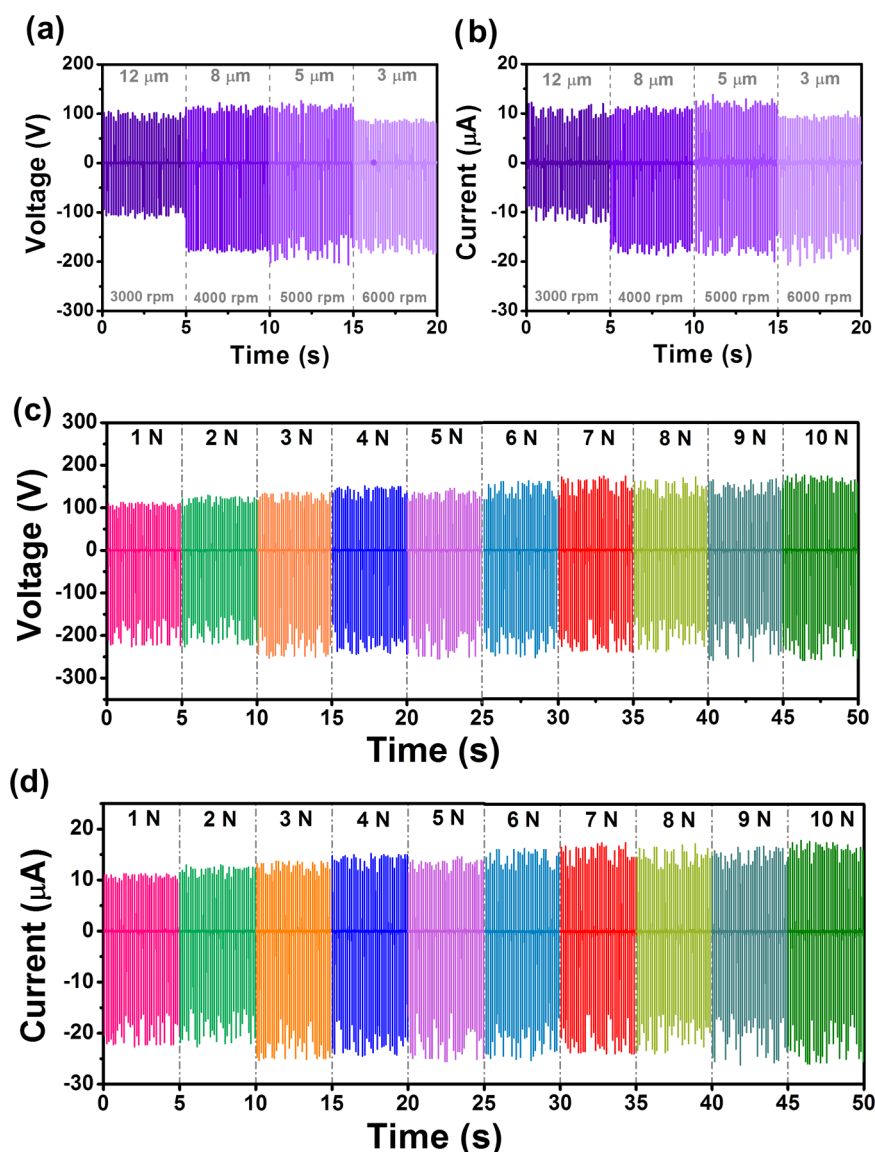 (a)
(b)
12 μm 8 μm 5 μm 3 μm
3000 rpm 4000 rpm 5000 rpm 6000 rpm
200
100
0
-100
-200
-300
Voltage (V)
0 5 10 15 20
Time (s)
12 μm 8 μm 5 μm 3 μm
3000 rpm 4000 rpm 5000 rpm 6000 rpm
20
10
0
-10
-20
-30
Current (μA)
0 5 10 15 20
Time (s)
(c)
1 N 2 N 3 N 4 N 5 N 6 N 7 N 8 N 9 N 10 N
300
200
100
0
-100
-200
-300
Voltage (V)
0 5 10 15 20 25 30 35 40 45 50
Time (s)
(d)
1 N 2 N 3 N 4 N 5 N 6 N 7 N 8 N 9 N 10 N
20
10
0
-10
-20
-30
Current (μA)
0 5 10 15 20 25 30 35 40 45 50
Time (s)